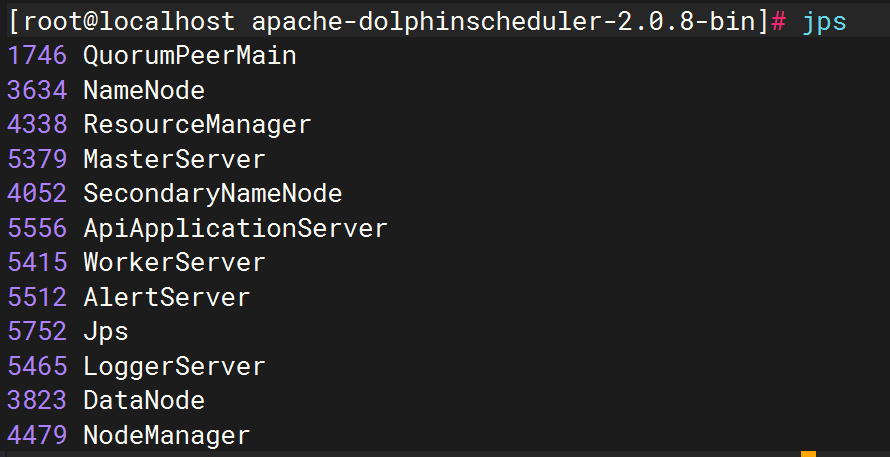 [root@localhost apache-dolphinscheduler-2.0.8-bin]# jps
1746 QuorumPeerMain
3634 NameNode
4338 ResourceManager
5379 MasterServer
4052 SecondaryNameNode
5556 ApiApplicationServer
5415 WorkerServer
5512 AlertServer
5752 Jps
5465 LoggerServer
3823 DataNode
4479 NodeManager